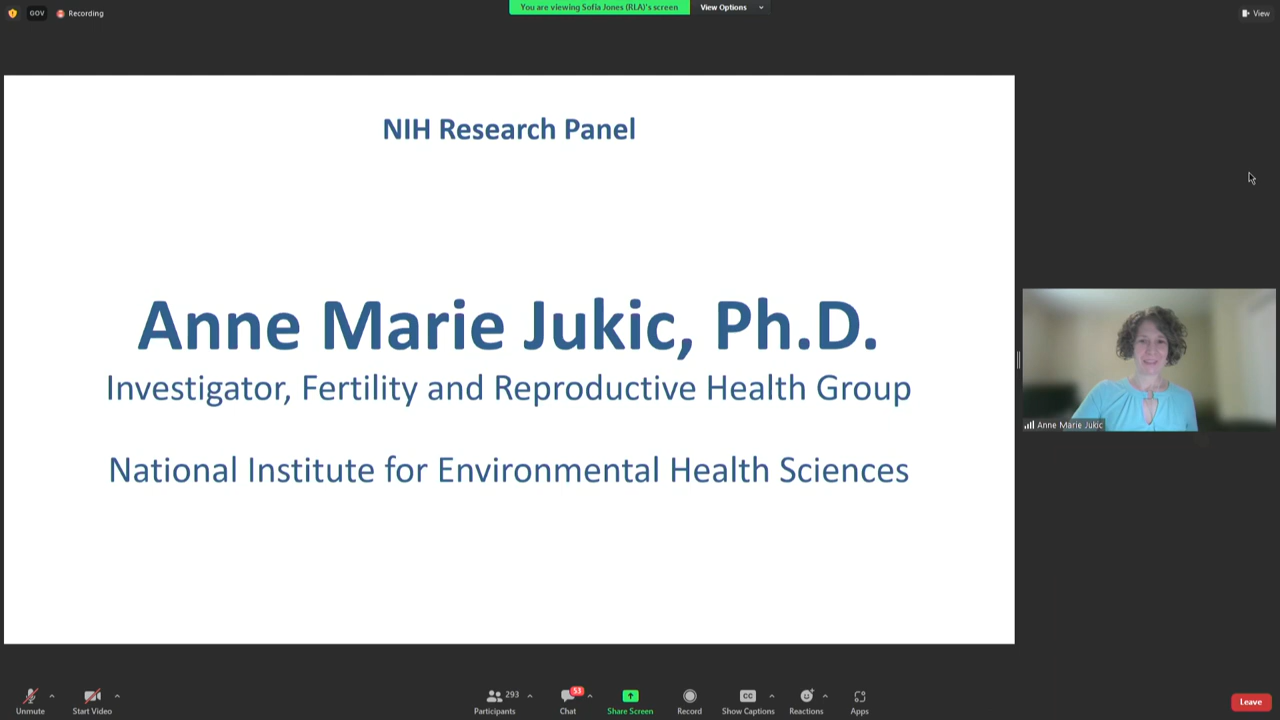 GOV
Recording
You are viewing Sofia Jones (RLA)'s screen
View Options
View
NIH Research Panel
Anne Marie Jukic, Ph.D.
Investigator, Fertility and Reproductive Health Group
National Institute for Environmental Health Sciences
Anne Marie Jukic
Unmute
Start Video
293
Participants
53
Chat
Share Screen
Record
CC
Show Captions
Reactions
Apps
Leave